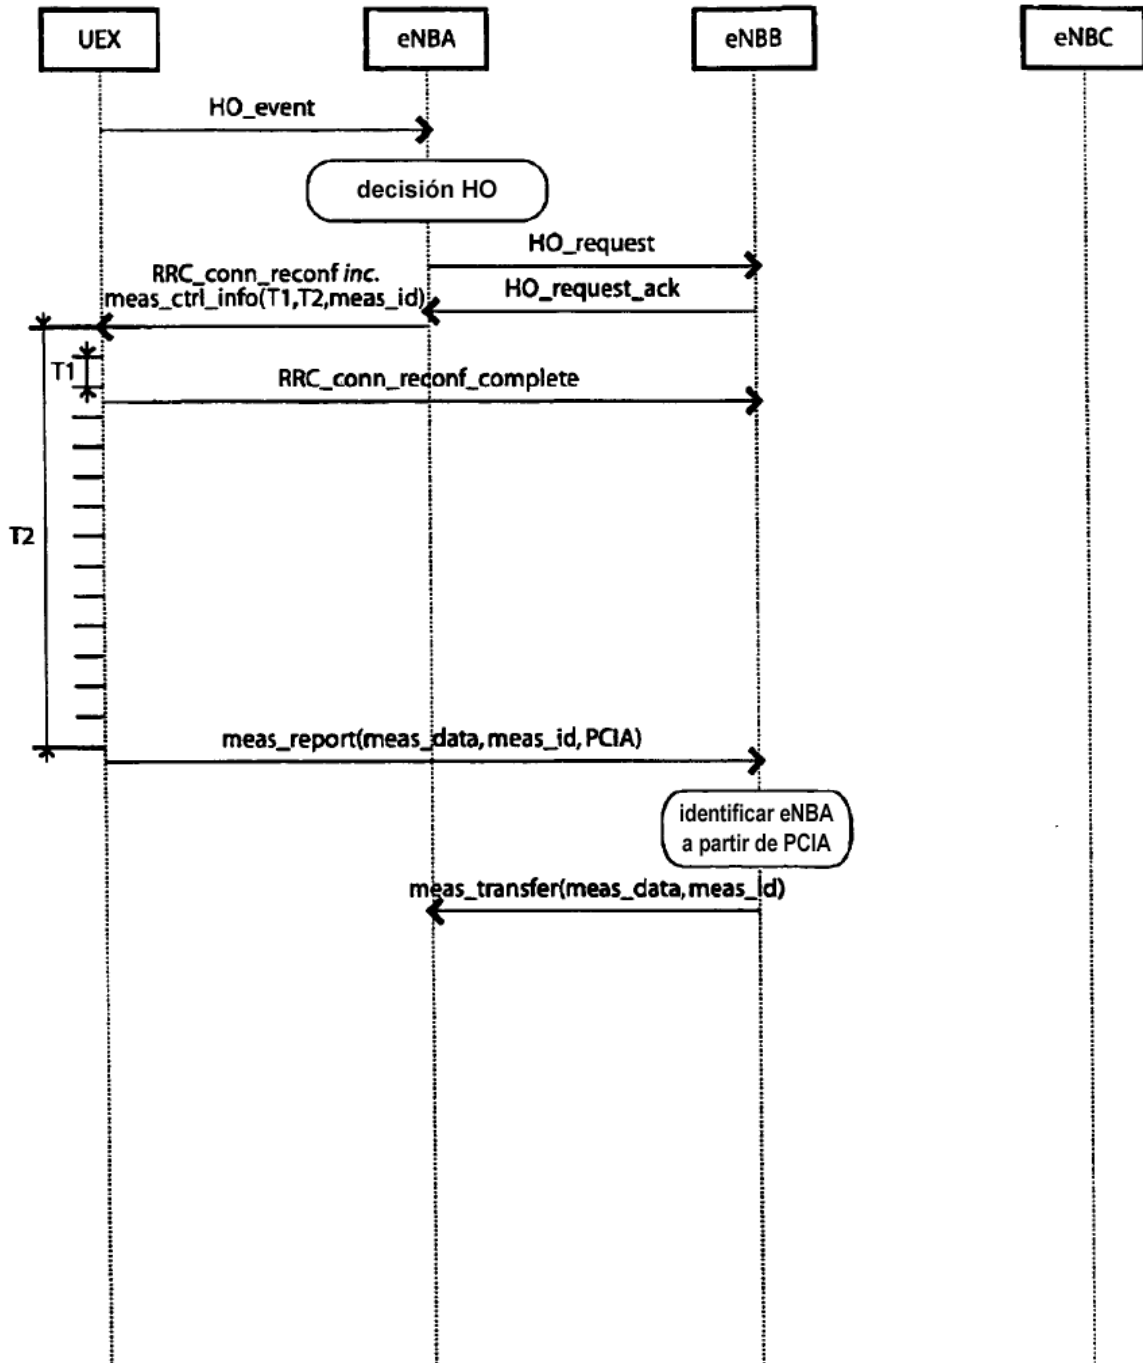 UEX
eNBA
eNBB
eNBC
HO_event
decisión HO
HO_request
RRC_conn_reconf inc.
meas_ctrl_info(T1,T2,meas_id)
HO_request_ack
T1
RRC_conn_reconf_complete
T2
meas_report(meas_data,meas_id,PCIA)
identificar eNBA
a partir de PCIA
meas_transfer(meas_data,meas_id)